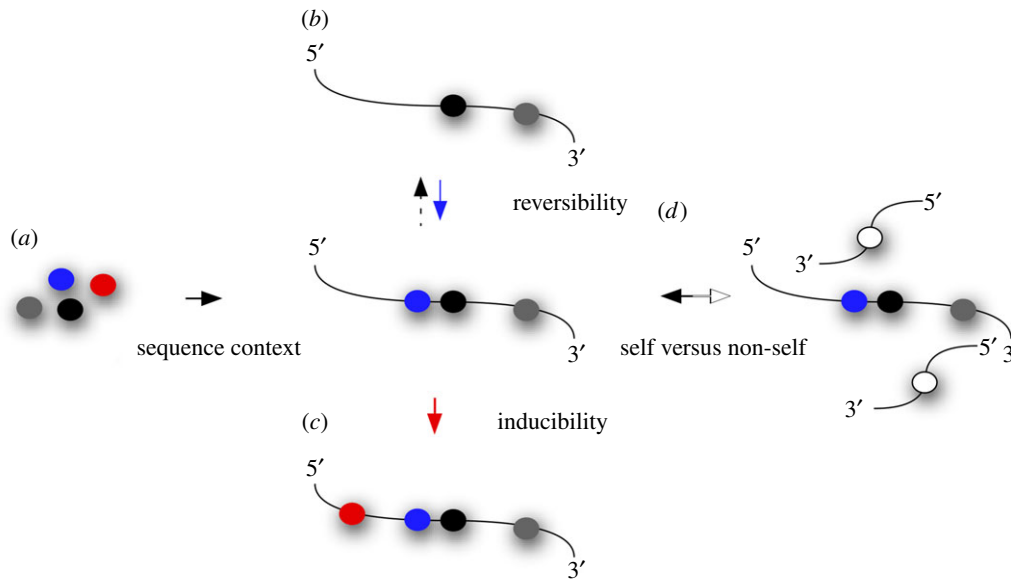 (b)
5′
3′
reversibility
(d)
5′
(a)
5′
5′
3′
3′
sequence context
self versus non-self
5′
3′
3′
(c)
inducibility
3′
5′
3′